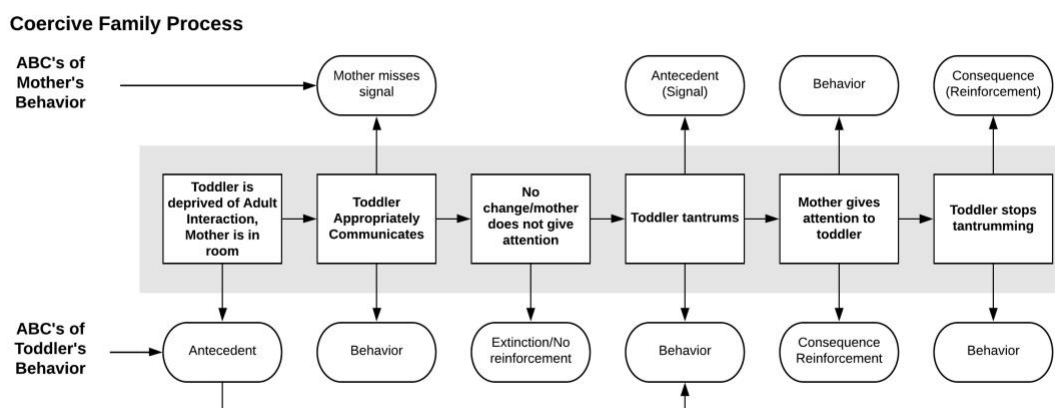 Coercive Family Process
ABC's of
Mother's
Behavior
Mother misses
signal
Antecedent
(Signal)
Behavior
Consequence
(Reinforcement)
Toddler is
deprived of Adult
Interaction,
Mother is in
room
Toddler
Appropriately
Communicates
No
change/mother
does not give
attention
Toddler tantrums
Mother gives
attention to
toddler
Toddler stops
tantrumming
ABC's of
Toddler's
Behavior
Antecedent
Behavior
Extinction/No
reinforcement
Behavior
Consequence
Reinforcement
Behavior